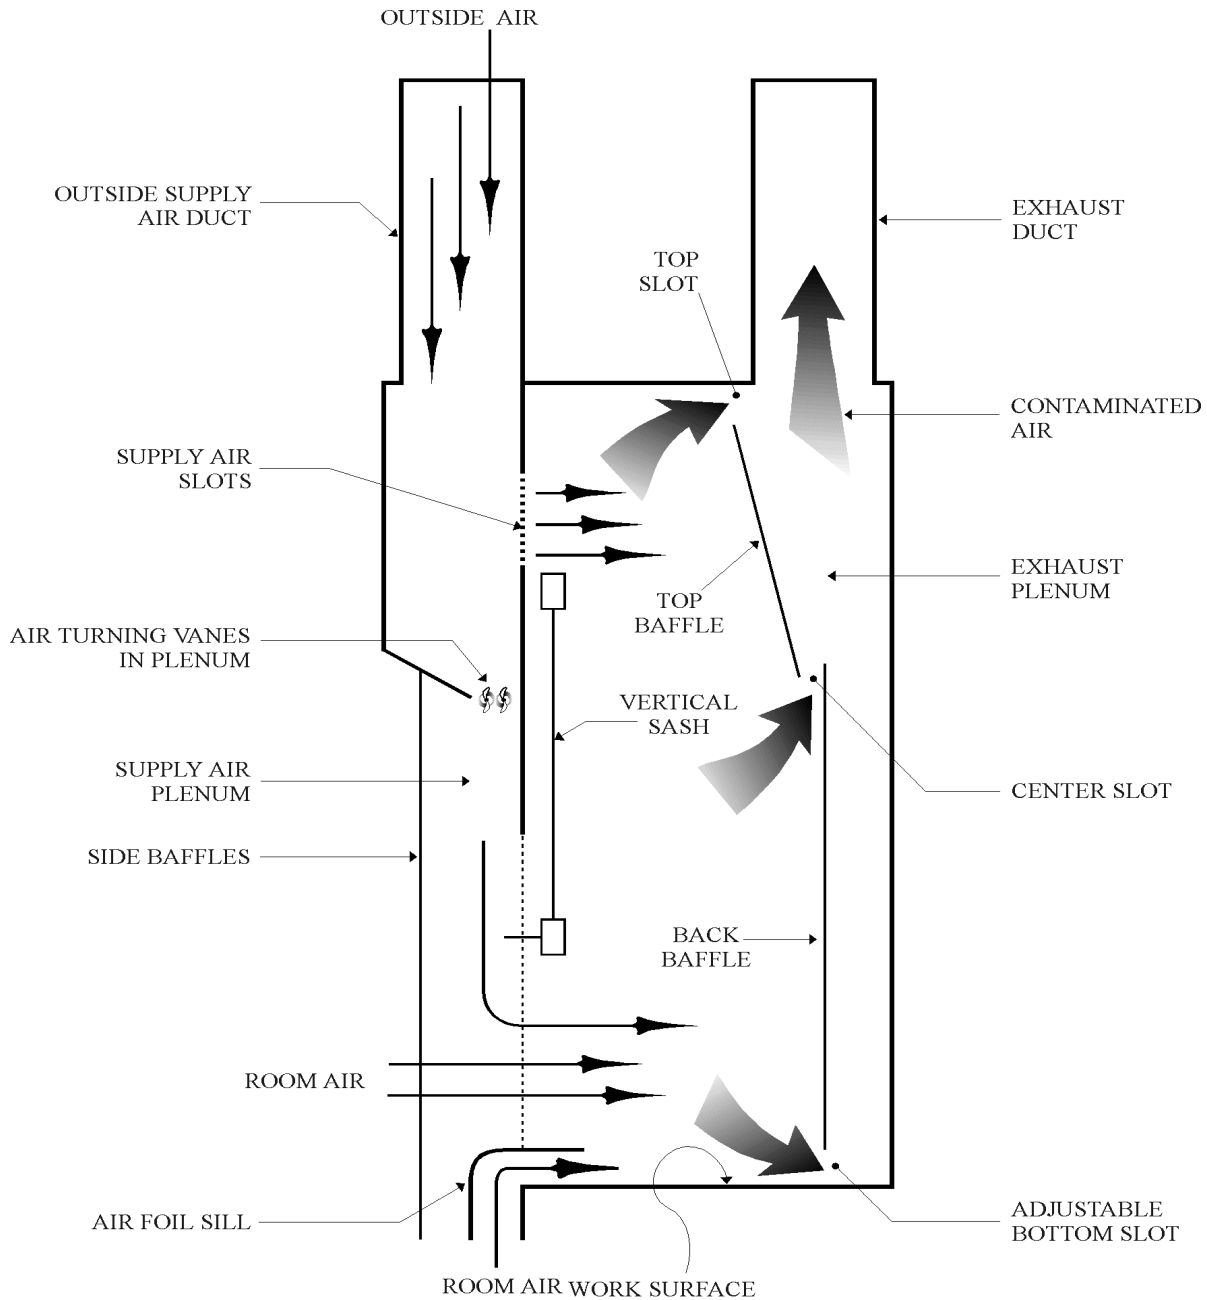 OUTSIDE AIR
OUTSIDE SUPPLY
AIR DUCT
EXHAUST
DUCT
TOP
SLOT
CONTAMINATED
AIR
SUPPLY AIR
SLOTS
EXHAUST
PLENUM
TOP
BAFFLE
AIR TURNING VANES
IN PLENUM
VERTICAL
SASH
SUPPLY AIR
PLENUM
CENTER SLOT
SIDE BAFFLES
BACK
BAFFLE
ROOM AIR
AIR FOIL SILL
ADJUSTABLE
BOTTOM SLOT
ROOM AIR
WORK SURFACE